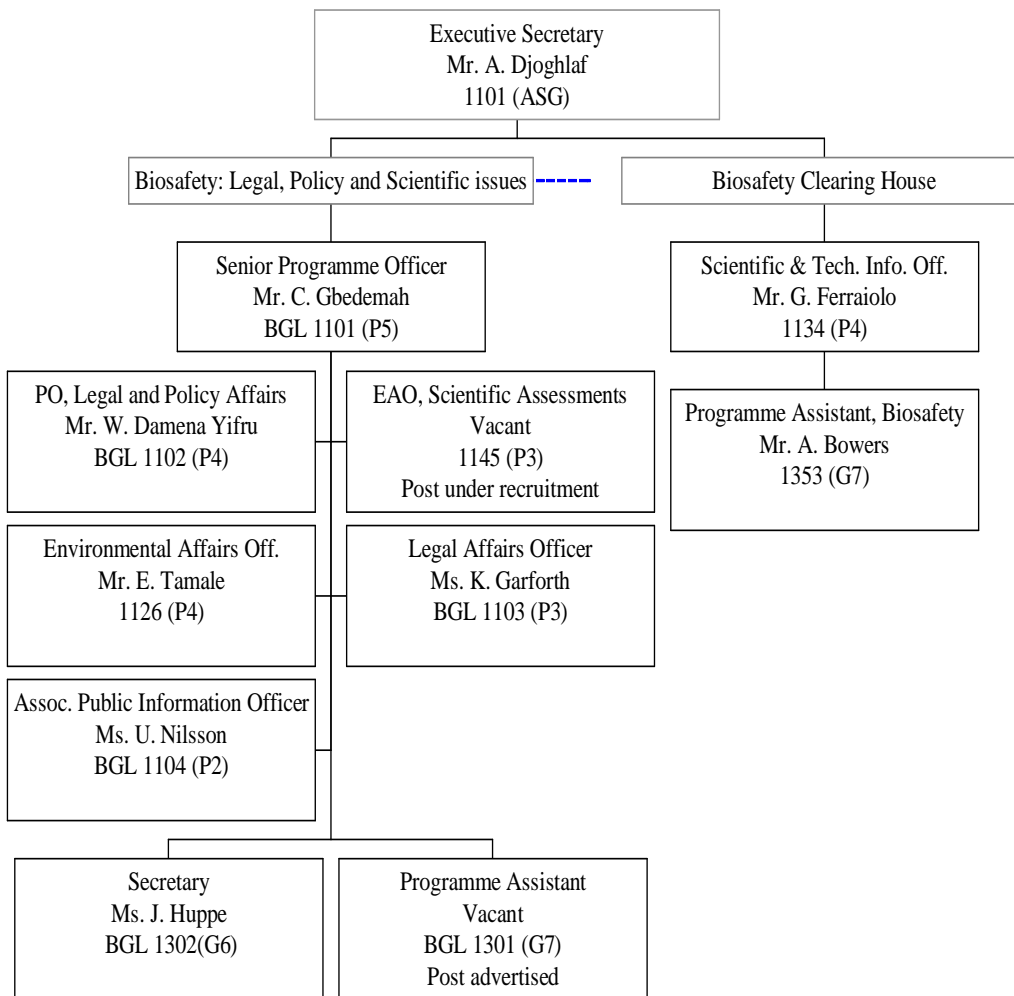 Executive Secretary
Mr. A. Djoghlaf
1101 (ASG)
Biosafety: Legal, Policy and Scientific issues
Biosafety Clearing House
Senior Programme Officer
Mr. C. Gbedemah
BGL 1101 (P5)
Scientific & Tech. Info. Off.
Mr. G. Ferraiolo
1134 (P4)
PO, Legal and Policy Affairs
Mr. W. Damena Yifru
BGL 1102 (P4)
EAO, Scientific Assessments
Vacant
1145 (P3)
Post under recruitment
Programme Assistant, Biosafety
Mr. A. Bowers
1353 (G7)
Environmental Affairs Off.
Mr. E. Tamale
1126 (P4)
Legal Affairs Officer
Ms. K. Garforth
BGL 1103 (P3)
Assoc. Public Information Officer
Ms. U. Nilsson
BGL 1104 (P2)
Secretary
Ms. J. Huppe
BGL 1302(G6)
Programme Assistant
Vacant
BGL 1301 (G7)
Post advertised